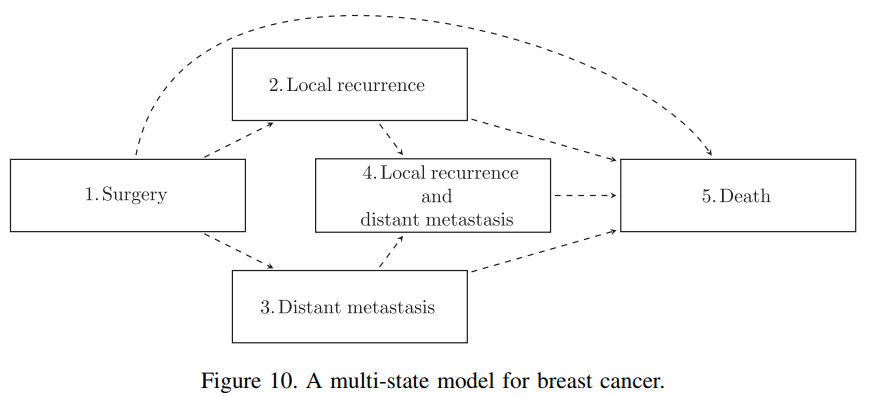 2. Local recurrence
1. Surgery
4. Local recurrence
and
distant metastasis
5. Death
3. Distant metastasis
Figure 10. A multi-state model for breast cancer.